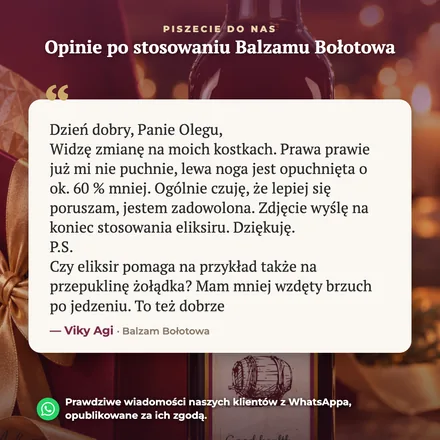 PISZECIE DO NAS
Opinie po stosowaniu Balzamu Bołotowa
“
Dzień dobry, Panie Olegu,
Widzę zmianę na moich kostkach. Prawa prawie
już mi nie puchnie, lewa noga jest opuchnięta o
ok. 60 % mniej. Ogólnie czuję, że lepiej się
poruszam, jestem zadowolona. Zdjęcie wyślę na
koniec stosowania eliksiru. Dziękuję.
P.S.
Czy eliksir pomaga na przykład także na
przepuklinę żołądka? Mam mniej wzdęty brzuch
po jedzeniu. To też dobrze
— Viky Agi · Balzam Bołotowa
Prawdziwe wiadomości naszych klientów z WhatsAppa,
opublikowane za ich zgodą.
Good health